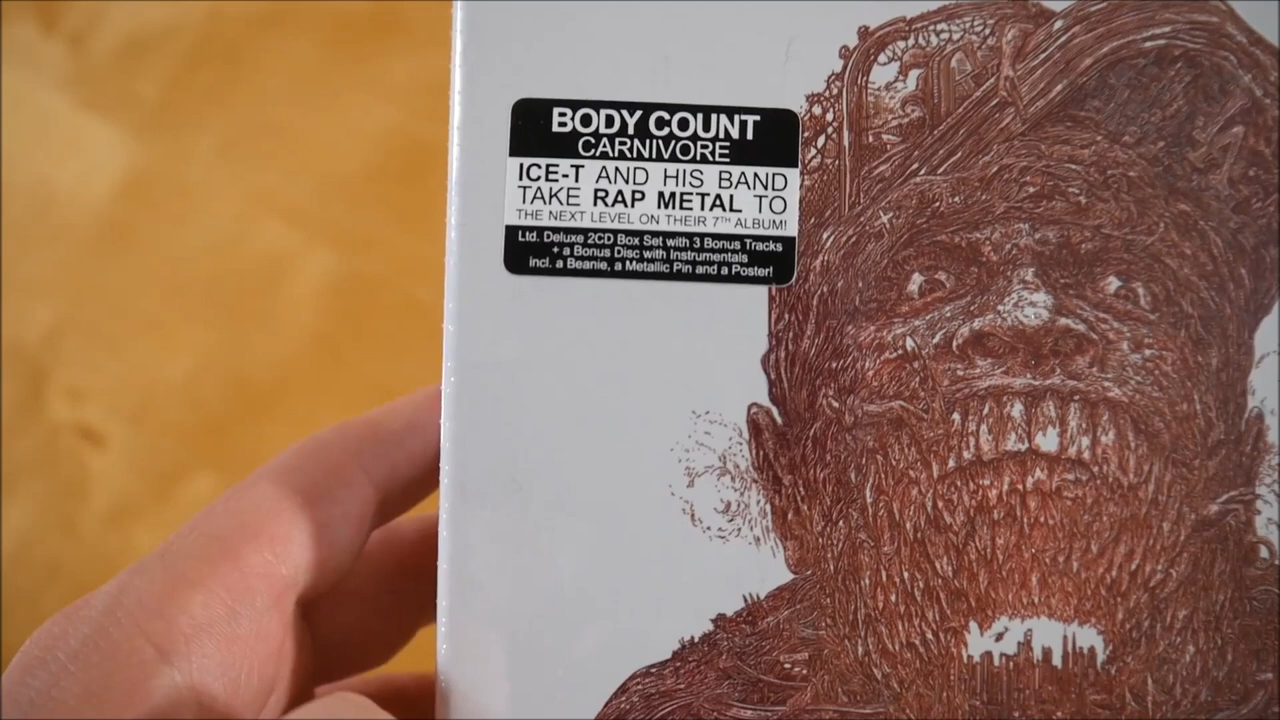 BODY COUNT
CARNIVORE
ICE-T AND HIS BAND
TAKE RAP METAL TO
THE NEXT LEVEL ON THEIR 7TH ALBUM!
Ltd. Deluxe 2CD Box Set with 3 Bonus Tracks
+ a Bonus Disc with Instrumentals
incl. a Beanie, a Metallic Pin and a Poster!